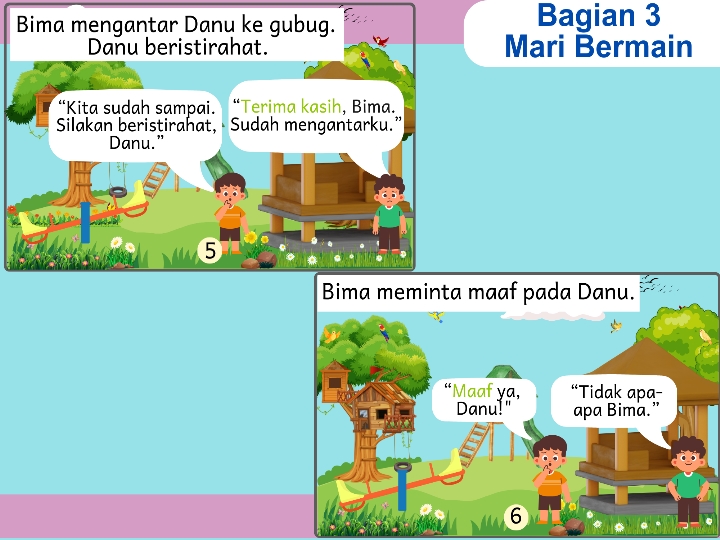 Bagian 3
Mari Bermain
Bima mengantar Danu ke gubug.
Danu beristirahat.
“Kita sudah sampai.
Silakan beristirahat,
Danu.”
“Terima kasih, Bima.
Sudah mengantarku.”
5
Bima meminta maaf pada Danu.
“Maaf ya,
Danu!"
“Tidak apa-
apa Bima.”
6